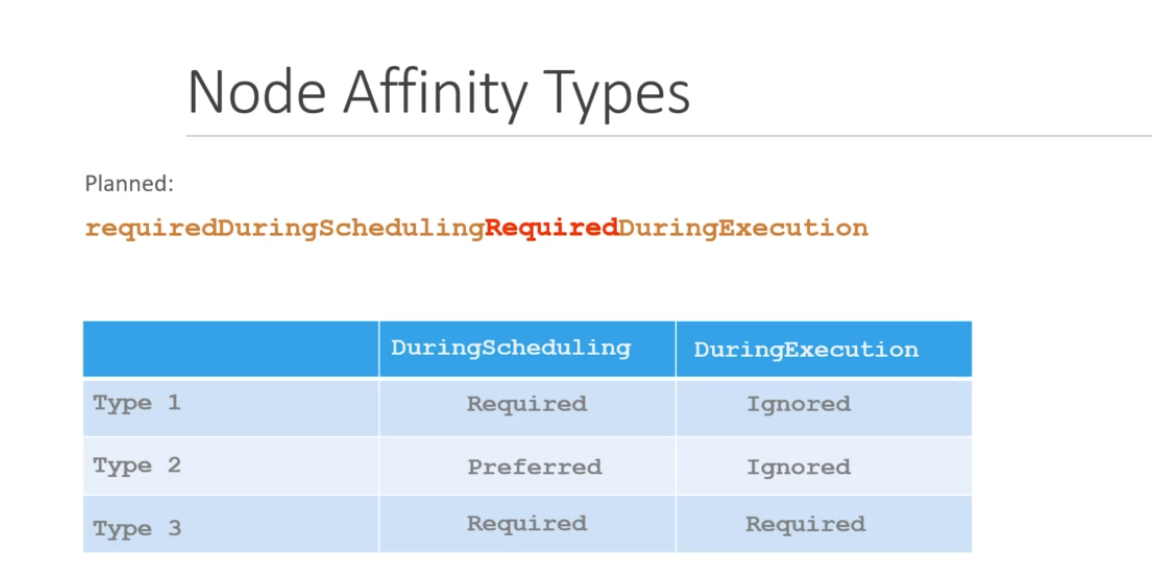 Node Affinity Types
Planned:
requiredDuringSchedulingRequiredDuringExecution
DuringScheduling DuringExecution
Type 1 Required Ignored
Type 2 Preferred Ignored
Type 3 Required Required